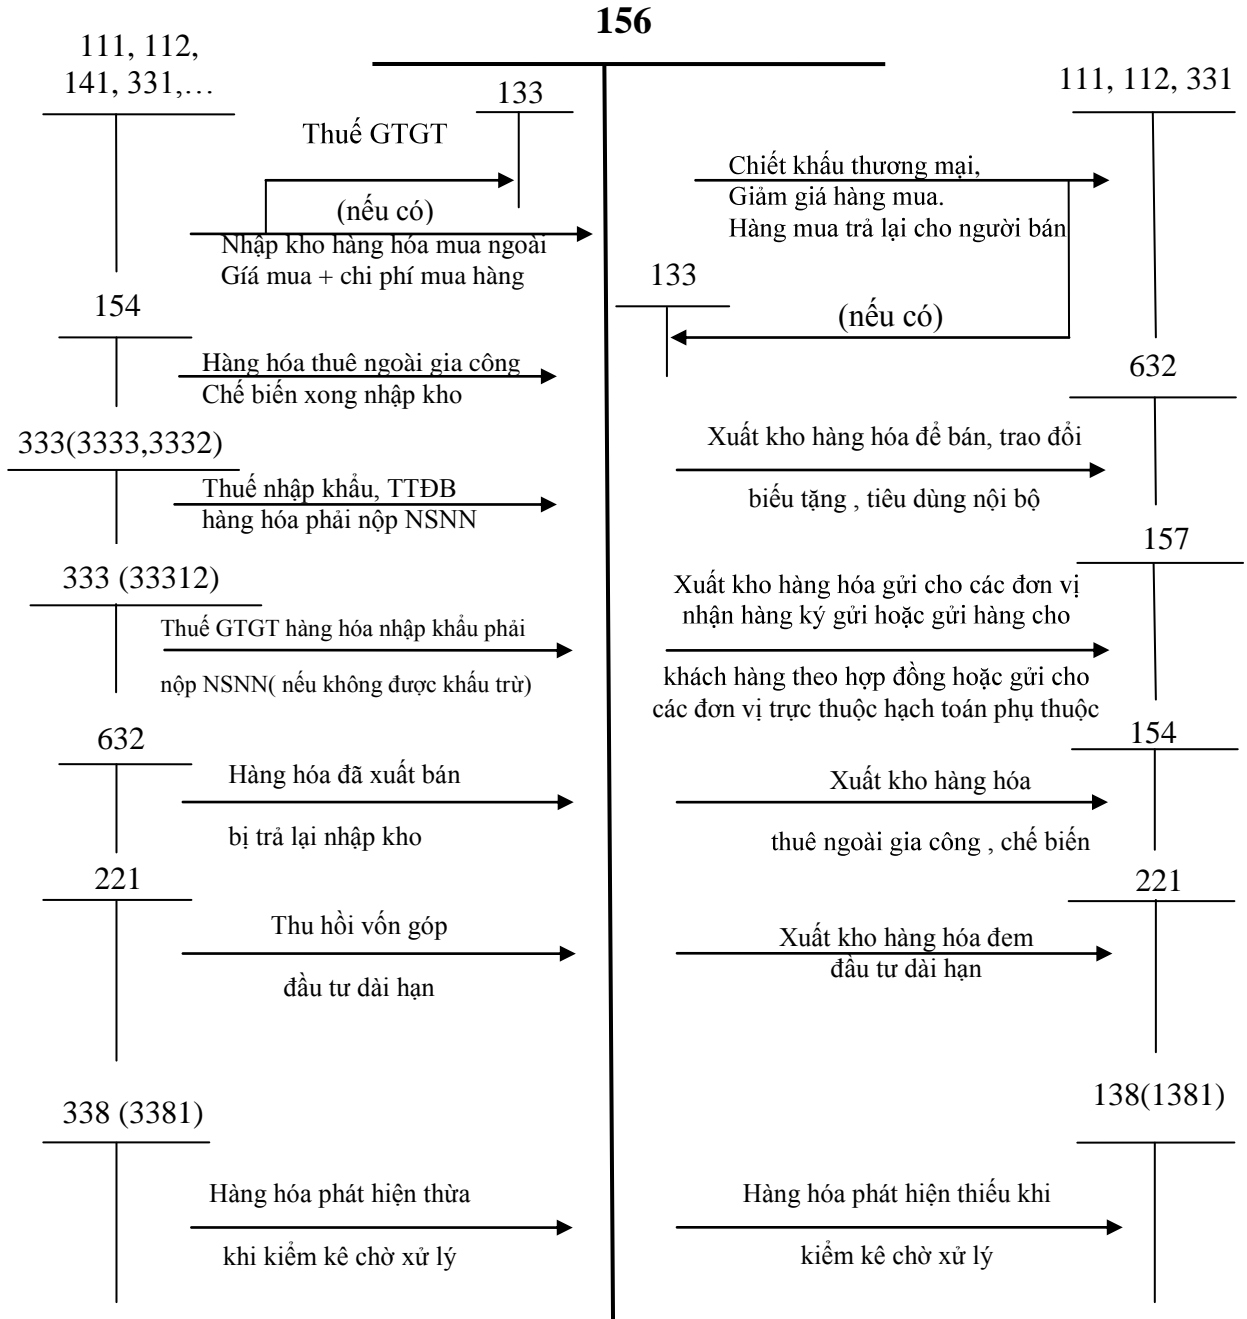 156
111, 112,
141, 331,…
133
Thuế GTGT
(nếu có)
Nhập kho hàng hóa mua ngoài
Gíá mua + chi phí mua hàng
154
Hàng hóa thuê ngoài gia công
Chế biến xong nhập kho
333(3333,3332)
Thuế nhập khẩu, TTĐB
hàng hóa phải nộp NSNN
333 (33312)
Thuế GTGT hàng hóa nhập khẩu phải
nộp NSNN( nếu không được khấu trừ)
632
Hàng hóa đã xuất bán
bị trả lại nhập kho
221
Thu hồi vốn góp
đầu tư dài hạn
338 (3381)
Hàng hóa phát hiện thừa
khi kiểm kê chờ xử lý
111, 112, 331
Chiết khấu thương mại,
Giảm giá hàng mua.
Hàng mua trả lại cho người bán
133
(nếu có)
632
Xuất kho hàng hóa để bán, trao đổi
biếu tặng , tiêu dùng nội bộ
157
Xuất kho hàng hóa gửi cho các đơn vị
nhận hàng ký gửi hoặc gửi hàng cho
khách hàng theo hợp đồng hoặc gửi cho
các đơn vị trực thuộc hạch toán phụ thuộc
154
Xuất kho hàng hóa
thuê ngoài gia công , chế biến
221
Xuất kho hàng hóa đem
đầu tư dài hạn
138(1381)
Hàng hóa phát hiện thiếu khi
kiểm kê chờ xử lý